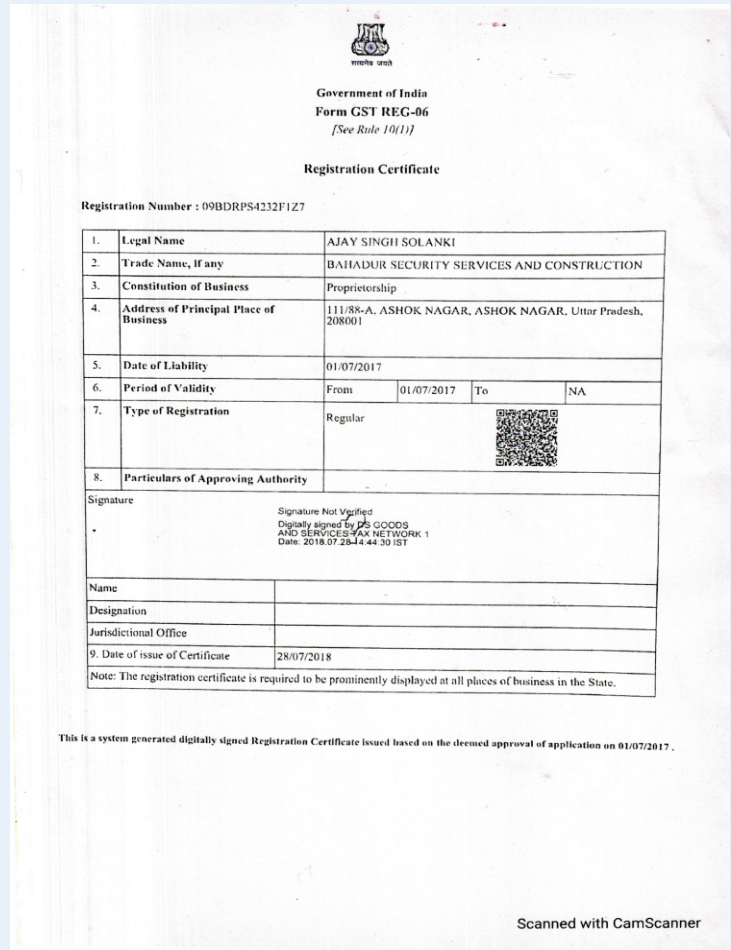 सत्यमेव जयते
Government of India
Form GST REG-06
[See Rule 10(1)]
Registration Certificate
Registration Number : 09BDRPS4232F1Z7
1. Legal Name AJAY SINGH SOLANKI
2. Trade Name, if any BAHADUR SECURITY SERVICES AND CONSTRUCTION
3. Constitution of Business Proprietorship
4. Address of Principal Place of Business 111/88-A, ASHOK NAGAR, ASHOK NAGAR, Uttar Pradesh, 208001
5. Date of Liability 01/07/2017
6. Period of Validity From 01/07/2017 To NA
7. Type of Registration Regular
8. Particulars of Approving Authority
Signature
Signature Not Verified
Digitally signed by DS GOODS
AND SERVICES TAX NETWORK 1
Date: 2018.07.28 14:44:30 IST
Name
Designation
Jurisdictional Office
9. Date of issue of Certificate 28/07/2018
Note: The registration certificate is required to be prominently displayed at all places of business in the State.
This is a system generated digitally signed Registration Certificate issued based on the deemed approval of application on 01/07/2017 .
Scanned with CamScanner